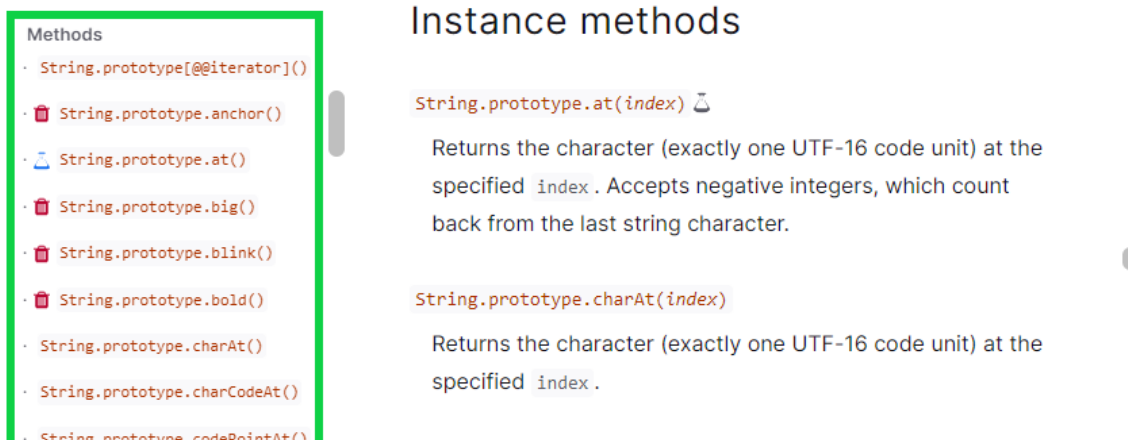 Methods
String.prototype[@@iterator]()
String.prototype.anchor()
String.prototype.at()
String.prototype.big()
String.prototype.blink()
String.prototype.bold()
String.prototype.charAt()
String.prototype.charCodeAt()
String.prototype.codePointAt()
Instance methods
String.prototype.at(index)
Returns the character (exactly one UTF-16 code unit) at the
specified index. Accepts negative integers, which count
back from the last string character.
String.prototype.charAt(index)
Returns the character (exactly one UTF-16 code unit) at the
specified index.